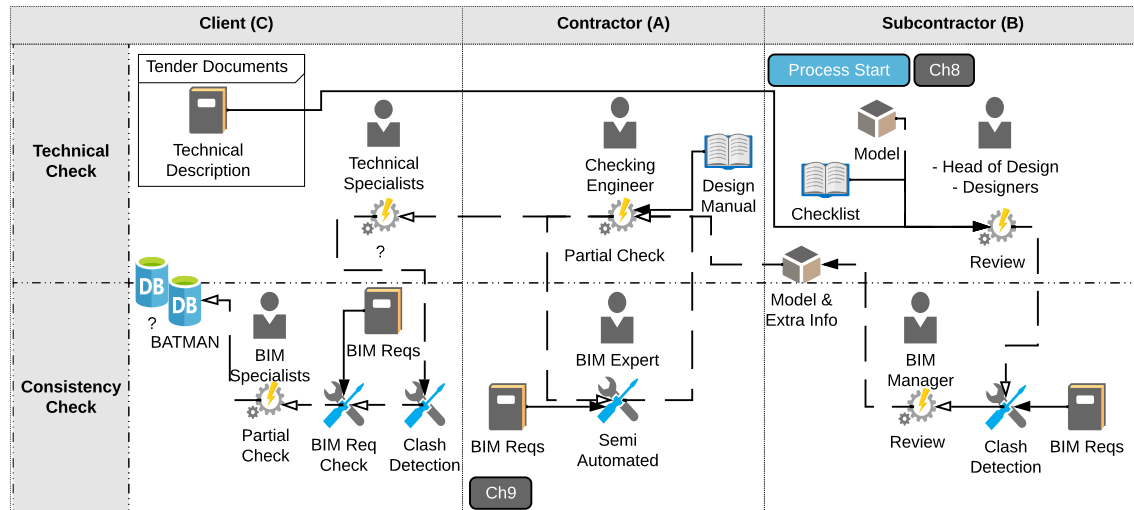 Client (C)
Contractor (A)
Subcontractor (B)
Technical
Check
Tender Documents
Technical
Description
Technical
Specialists
?
Checking
Engineer
Design
Manual
Partial Check
Process Start
Ch8
Model
Checklist
- Head of Design
- Designers
Review
Model &
Extra Info
Consistency
Check
DB
DB
?
BATMAN
BIM
Specialists
Partial
Check
BIM Reqs
BIM Req
Check
Clash
Detection
BIM Expert
BIM Reqs
Semi
Automated
Ch9
BIM
Manager
Review
Clash
Detection
BIM Reqs